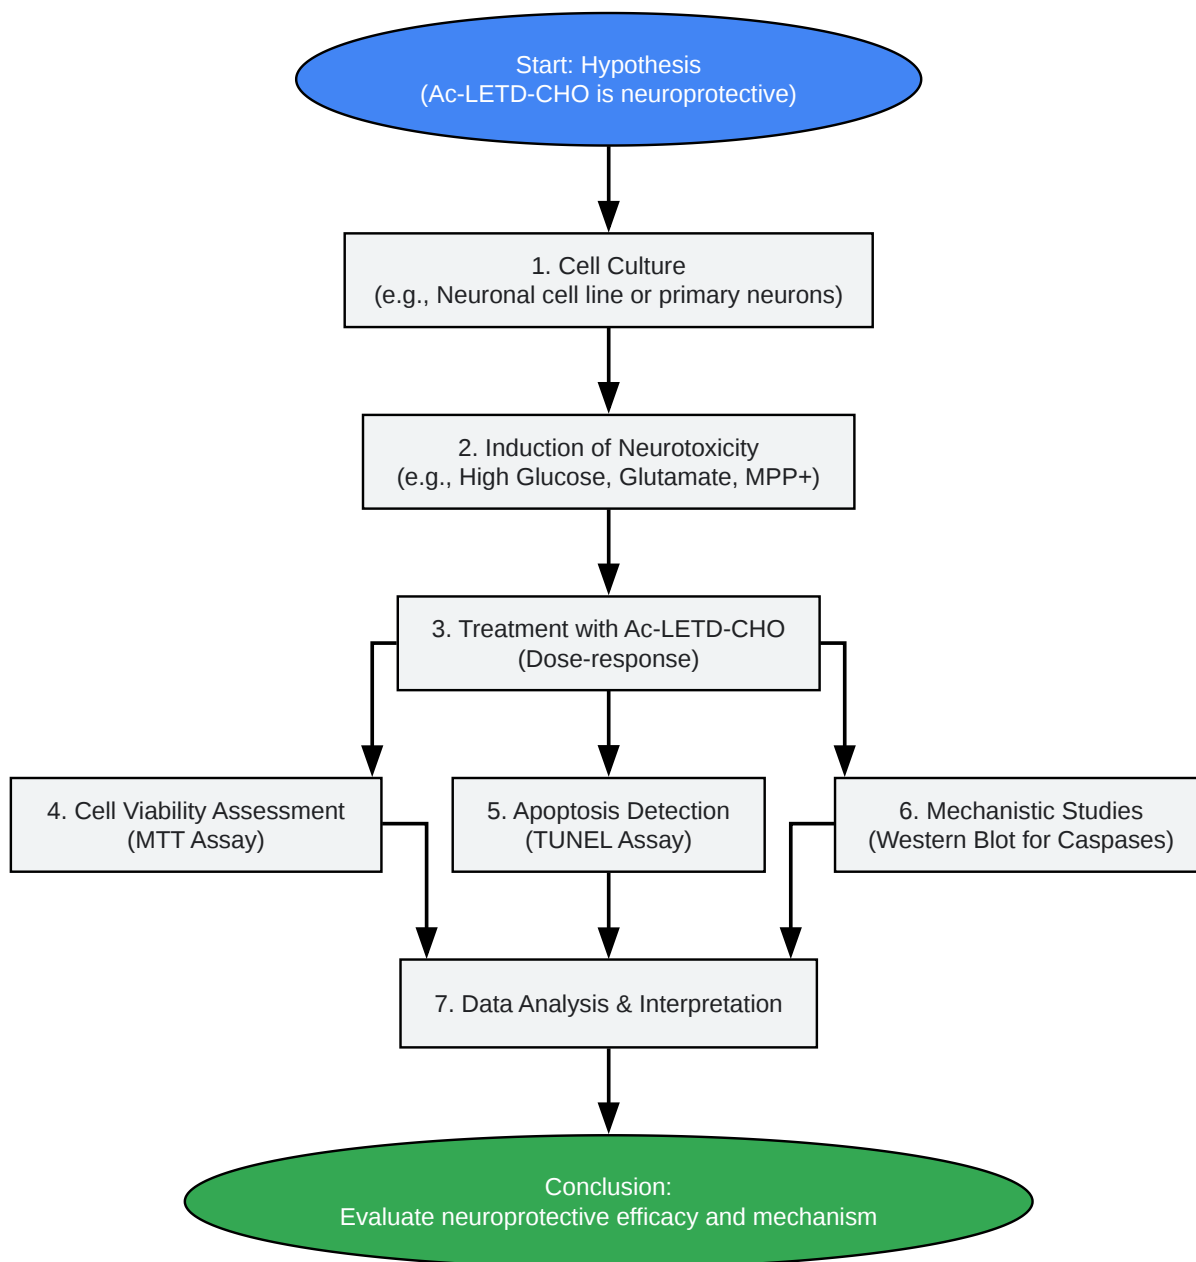 Start: Hypothesis
(Ac-LETD-CHO is neuroprotective)
1. Cell Culture
(e.g., Neuronal cell line or primary neurons)
2. Induction of Neurotoxicity
(e.g., High Glucose, Glutamate, MPP+)
3. Treatment with Ac-LETD-CHO
(Dose-response)
4. Cell Viability Assessment
(MTT Assay)
5. Apoptosis Detection
(TUNEL Assay)
6. Mechanistic Studies
(Western Blot for Caspases)
7. Data Analysis & Interpretation
Conclusion:
Evaluate neuroprotective efficacy and mechanism